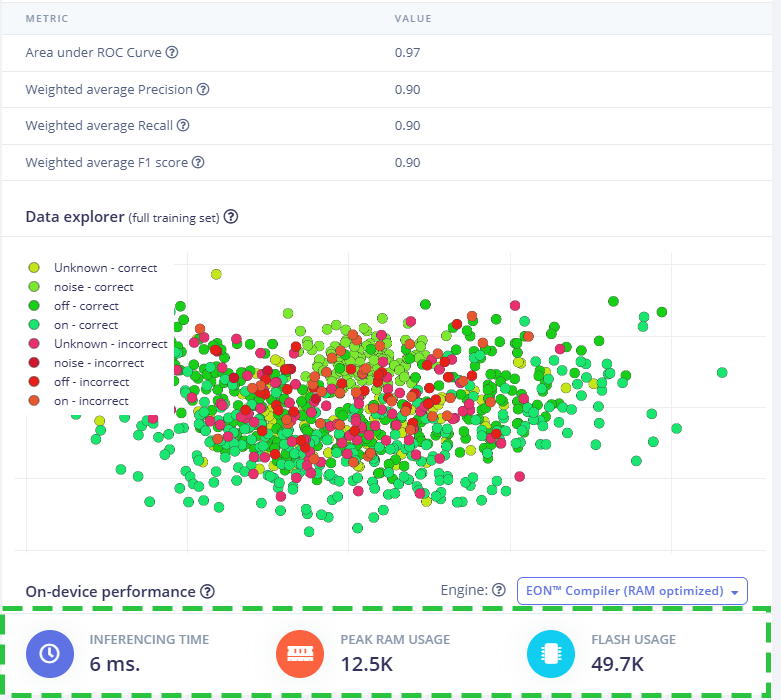 METRIC VALUE
Area under ROC Curve ? 0.97
Weighted average Precision ? 0.90
Weighted average Recall ? 0.90
Weighted average F1 score ? 0.90
Data explorer (full training set) ?
Unknown - correct
noise - correct
off - correct
on - correct
Unknown - incorrect
noise - incorrect
off - incorrect
on - incorrect
On-device performance ? Engine: ? EON™ Compiler (RAM optimized)
INFERENCING TIME PEAK RAM USAGE FLASH USAGE
6 ms. 12.5K 49.7K